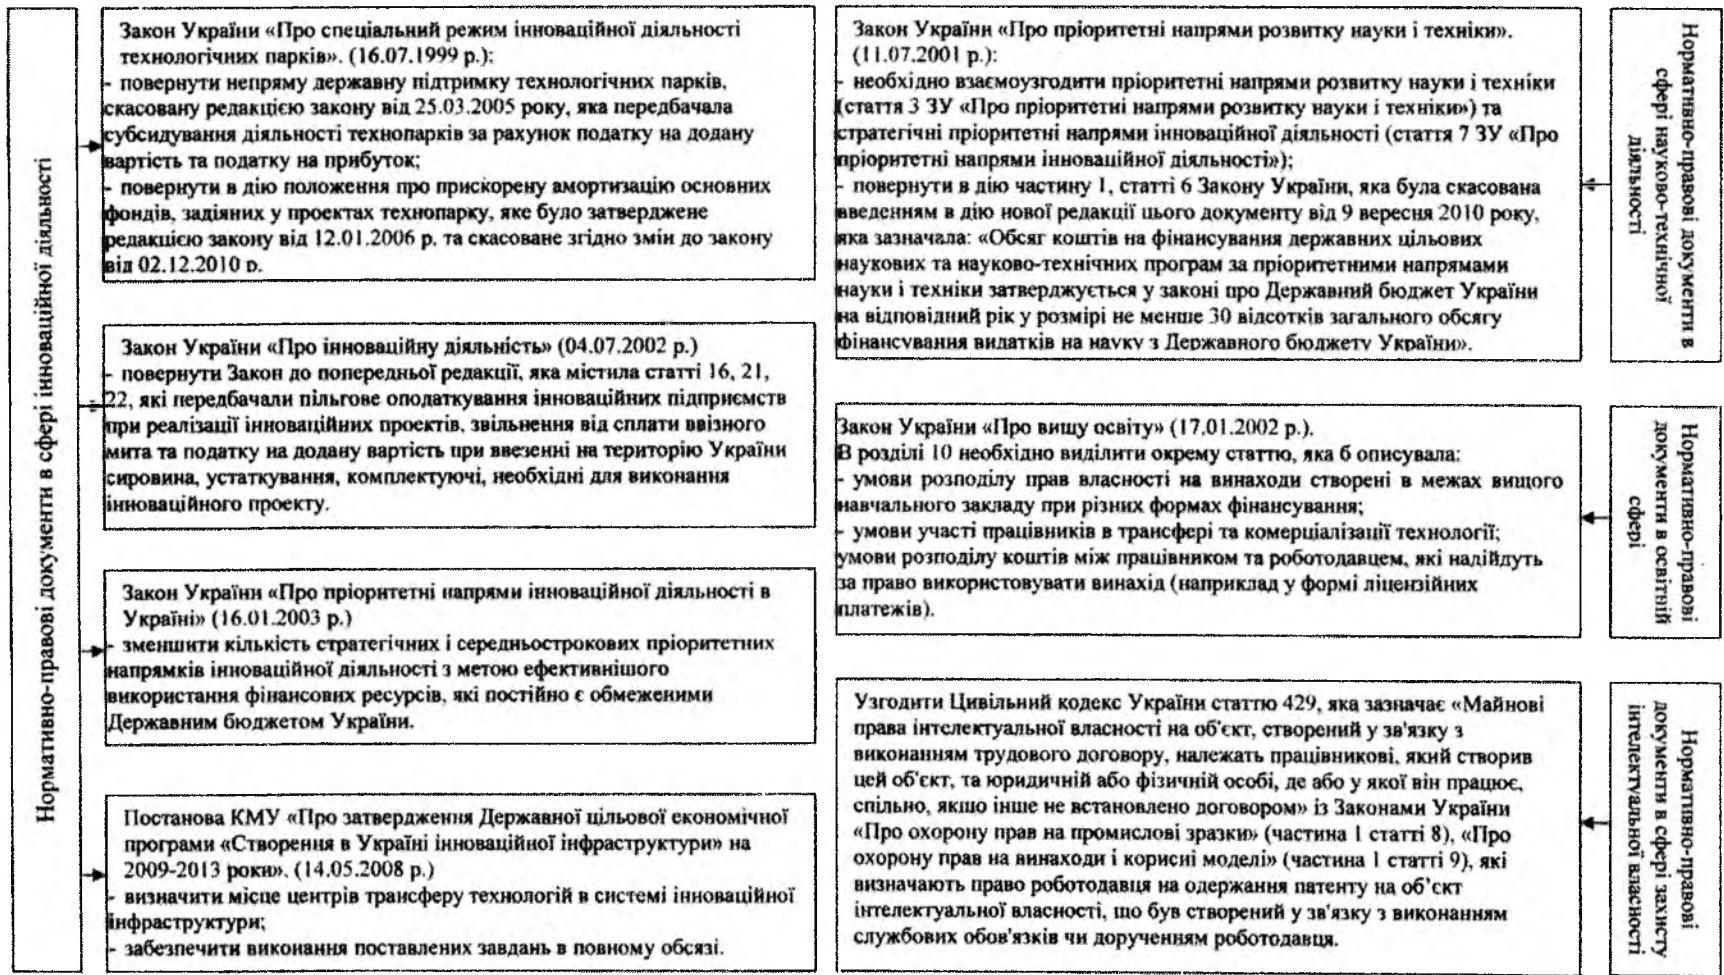 Нормативно-правові документи в сфері інноваційної діяльності
Закон України «Про спеціальний режим інноваційної діяльності
технологічних парків». (16.07.1999 р.):
- повернути непряму державну підтримку технологічних парків,
скасовану редакцією закону від 25.03.2005 року, яка передбачала
субсидування діяльності технопарків за рахунок податку на додану
вартість та податку на прибуток;
- повернути в дію положення про прискорену амортизацію основних
фондів, задіяних у проектах технопарку, яке було затверджене
редакцією закону від 12.01.2006 р. та скасоване згідно змін до закону
від 02.12.2010 р.
Закон України «Про інноваційну діяльність» (04.07.2002 р.)
- повернути Закон до попередньої редакції, яка містила статті 16, 21,
22, які передбачали пільгове оподаткування інноваційних підприємств
при реалізації інноваційних проектів, звільнення від сплати ввізного
мита та податку на додану вартість при ввезенні на територію України
сировина, устаткування, комплектуючі, необхідні для виконання
інноваційного проекту.
Закон України «Про пріоритетні напрями інноваційної діяльності в
Україні» (16.01.2003 р.)
- зменшити кількість стратегічних і середньострокових пріоритетних
напрямків інноваційної діяльності з метою ефективнішого
використання фінансових ресурсів, які постійно є обмеженими
Державним бюджетом України.
Постанова КМУ «Про затвердження Державної цільової економічної
програми «Створення в Україні інноваційної інфраструктури» на
2009-2013 роки». (14.05.2008 р.)
- визначити місце центрів трансферу технологій в системі інноваційної
інфраструктури;
- забезпечити виконання поставлених завдань в повному обсязі.
Закон України «Про пріоритетні напрями розвитку науки і техніки».
(11.07.2001 р.):
- необхідно взаємоузгодити пріоритетні напрями розвитку науки і техніки
(стаття 3 ЗУ «Про пріоритетні напрями розвитку науки і техніки») та
стратегічні пріоритетні напрями інноваційної діяльності (стаття 7 ЗУ «Про
пріоритетні напрями інноваційної діяльності»);
- повернути в дію частину 1, статті 6 Закону України, яка була скасована
введенням в дію нової редакції цього документу від 9 вересня 2010 року,
яка зазначала: «Обсяг коштів на фінансування державних цільових
наукових та науково-технічних програм за пріоритетними напрямами
науки і техніки затверджується у законі про Державний бюджет України
на відповідний рік у розмірі не менше 30 відсотків загального обсягу
фінансування видатків на науку з Державного бюджету України».
Нормативно-правові документи в
сфері науково-технічної
діяльності
Закон України «Про вищу освіту» (17.01.2002 р.).
В розділі 10 необхідно виділити окрему статтю, яка б описувала:
- умови розподілу прав власності на винаходи створені в межах вищого
навчального закладу при різних формах фінансування;
- умови участі працівників в трансфері та комерціалізації технології;
умови розподілу коштів між працівником та роботодавцем, які надійдуть
за право використовувати винахід (наприклад у формі ліцензійних
платежів).
Нормативно-правові
документи в освітній
сфері
Узгодити Цивільний кодекс України статтю 429, яка зазначає «Майнові
права інтелектуальної власності на об'єкт, створений у зв'язку з
виконанням трудового договору, належать працівникові, який створив
цей об'єкт, та юридичній або фізичній особі, де або у якої він працює,
спільно, якщо інше не встановлено договором» із Законами України
«Про охорону прав на промислові зразки» (частина 1 статті 8), «Про
охорону прав на винаходи і корисні моделі» (частина 1 статті 9), які
визначають право роботодавця на одержання патенту на об'єкт
інтелектуальної власності, що був створений у зв'язку з виконанням
службових обов'язків чи дорученням роботодавця.
Нормативно-правові
документи в сфері захисту
інтелектуальної власності